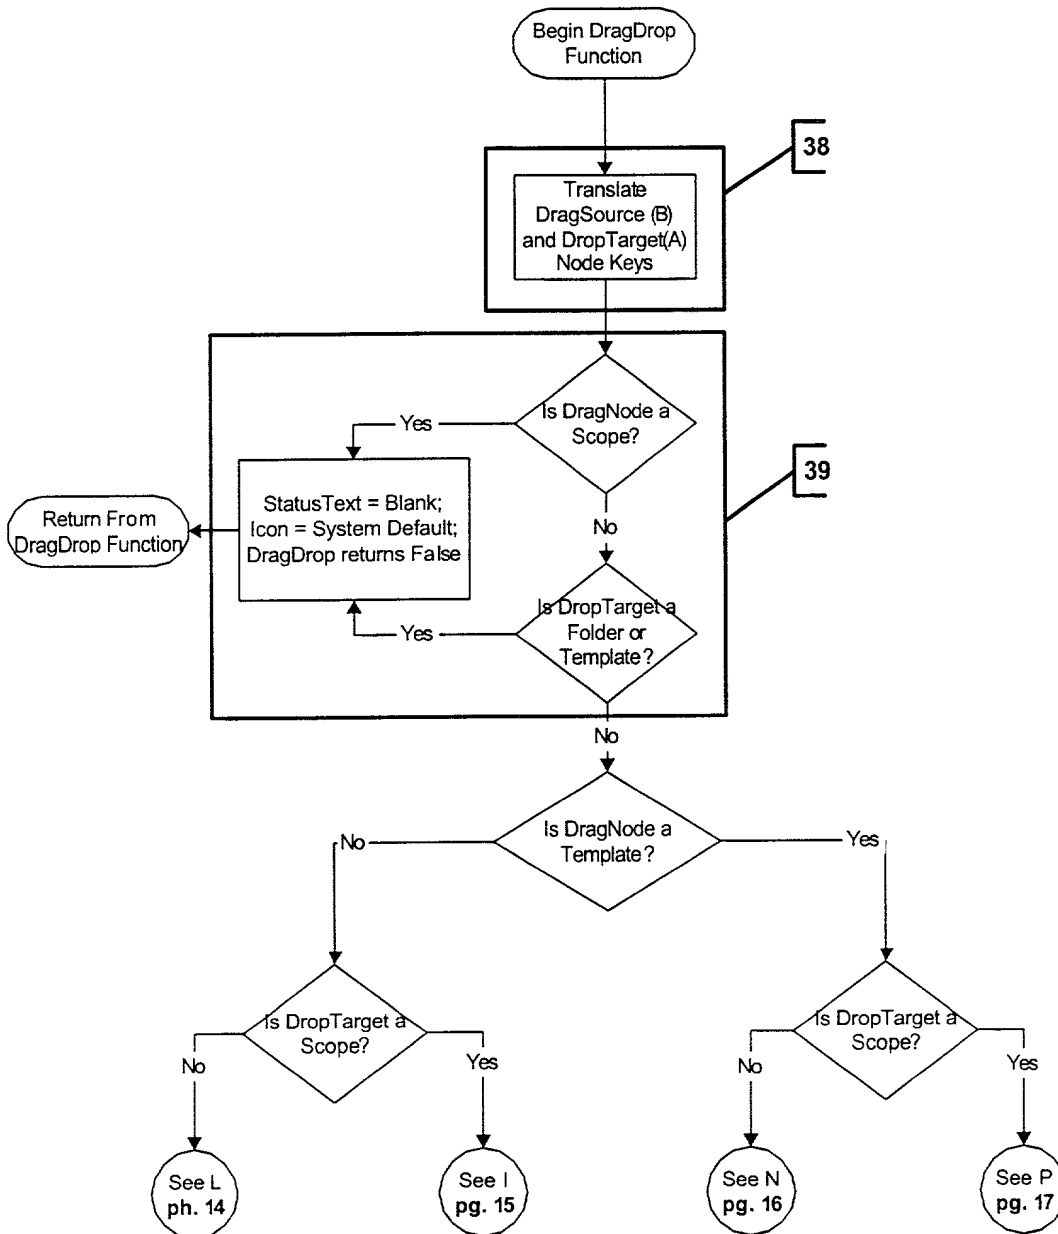 Begin DragDrop
Function
38
Translate
DragSource (B)
and DropTarget(A)
Node Keys
Is DragNode a
Scope?
Yes
39
StatusText = Blank;
Icon = System Default;
DragDrop returns False
Return From
DragDrop Function
No
Is DropTarget a
Folder or
Template?
Yes
No
Is DragNode a
Template?
No
Yes
Is DropTarget a
Scope?
Is DropTarget a
Scope?
No
Yes
No
Yes
See L
ph. 14
See I
pg. 15
See N
pg. 16
See P
pg. 17